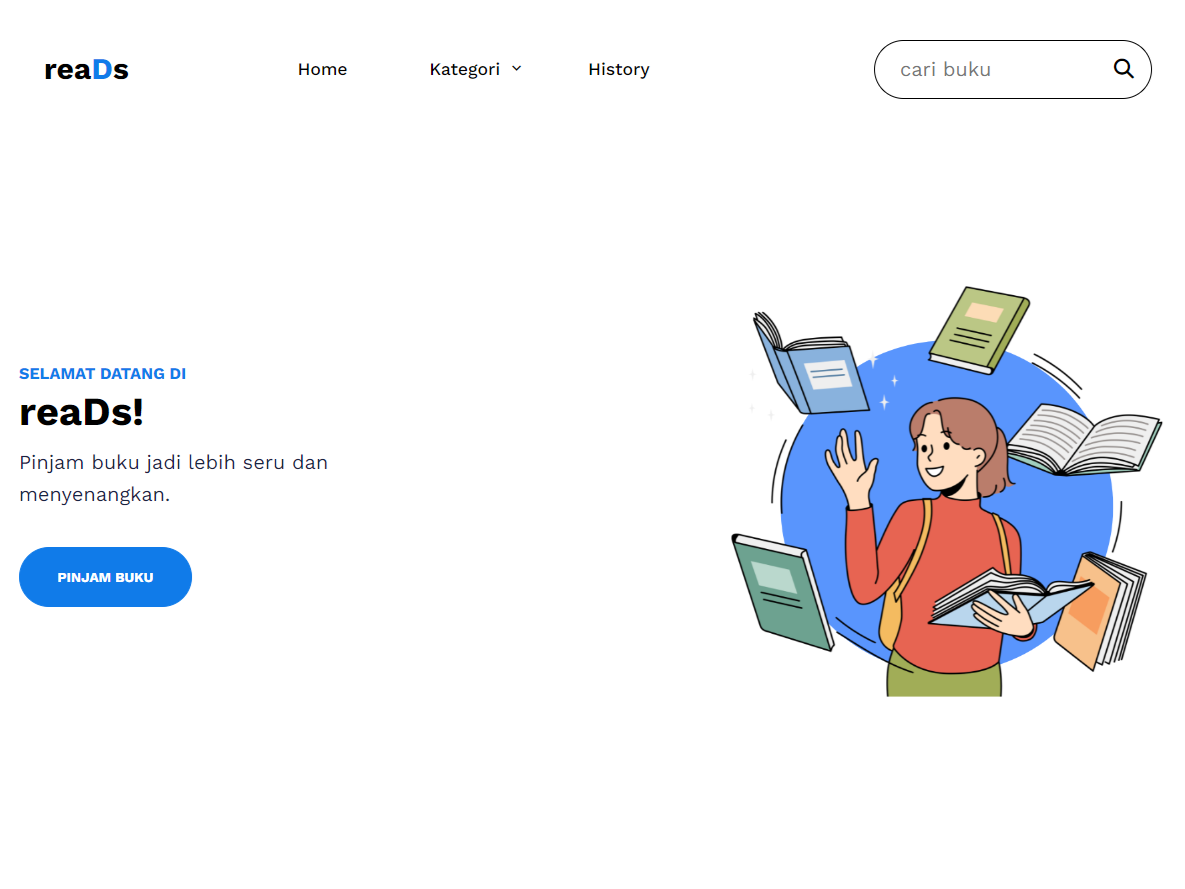 reaDs
Home
Kategori
History
cari buku
SELAMAT DATANG DI
reaDs!
Pinjam buku jadi lebih seru dan
menyenangkan.
PINJAM BUKU